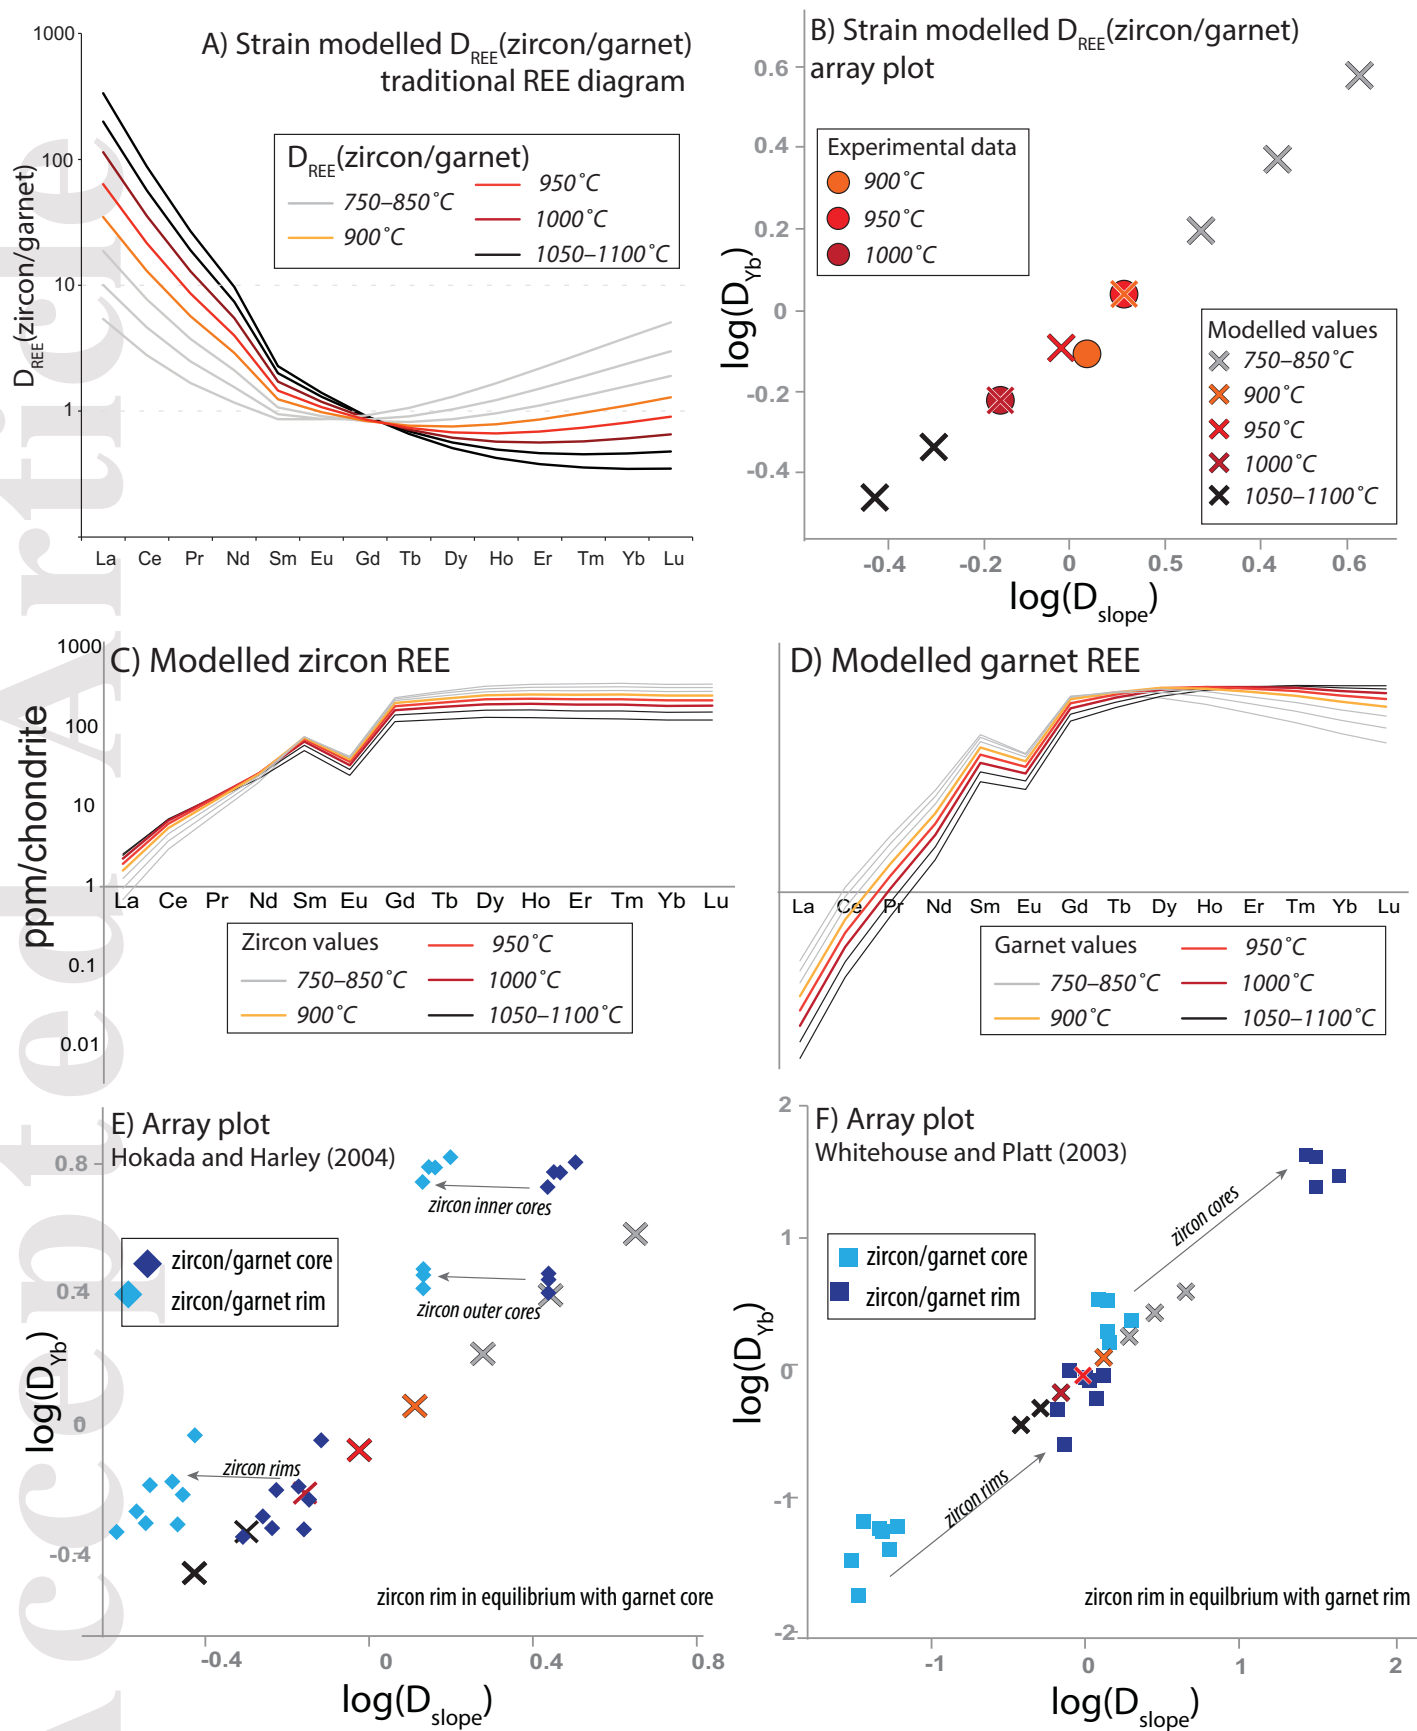 Accepted Article
A) Strain modelled D_REE(zircon/garnet)
traditional REE diagram
1000
100
10
1
D_REE(zircon/garnet)
D_REE(zircon/garnet)
750–850˚C
900˚C
950˚C
1000˚C
1050–1100˚C
La Ce Pr Nd Sm Eu Gd Tb Dy Ho Er Tm Yb Lu
B) Strain modelled D_REE(zircon/garnet)
array plot
0.6
0.4
0.2
0
-0.2
-0.4
log(D_Yb)
Experimental data
900˚C
950˚C
1000˚C
Modelled values
750–850˚C
900˚C
950˚C
1000˚C
1050–1100˚C
-0.4 -0.2 0 0.5 0.4 0.6
log(D_slope)
C) Modelled zircon REE
1000
100
10
1
0.1
0.01
ppm/chondrite
La Ce Pr Nd Sm Eu Gd Tb Dy Ho Er Tm Yb Lu
Zircon values
750–850˚C
900˚C
950˚C
1000˚C
1050–1100˚C
D) Modelled garnet REE
La Ce Pr Nd Sm Eu Gd Tb Dy Ho Er Tm Yb Lu
Garnet values
750–850˚C
900˚C
950˚C
1000˚C
1050–1100˚C
E) Array plot
Hokada and Harley (2004)
0.8
0.4
0
-0.4
log(D_Yb)
zircon inner cores
zircon/garnet core
zircon/garnet rim
zircon outer cores
zircon rims
zircon rim in equilibrium with garnet core
-0.4 0 0.4 0.8
log(D_slope)
F) Array plot
Whitehouse and Platt (2003)
2
1
0
-1
-2
log(D_Yb)
zircon cores
zircon/garnet core
zircon/garnet rim
zircon rims
zircon rim in equilibrium with garnet rim
-1 0 1 2
log(D_slope)